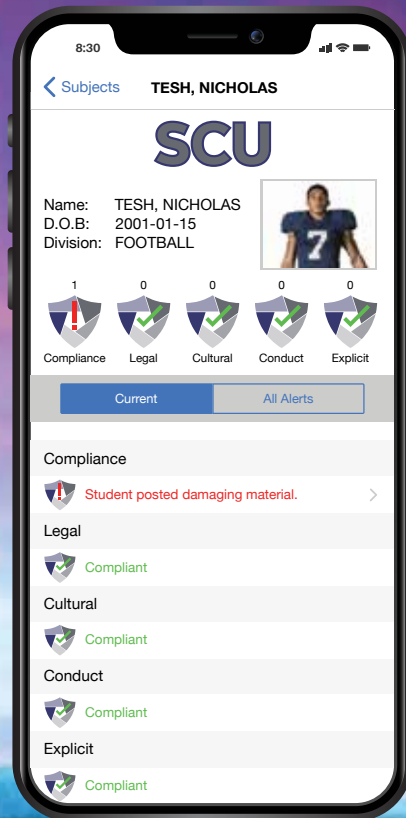 8:30
Subjects TESH, NICHOLAS
SCU
Name: TESH, NICHOLAS
D.O.B: 2001-01-15
Division: FOOTBALL
7
1 0 0 0 0
Compliance Legal Cultural Conduct Explicit
Current All Alerts
Compliance
Student posted damaging material.
Legal
Compliant
Cultural
Compliant
Conduct
Compliant
Explicit
Compliant